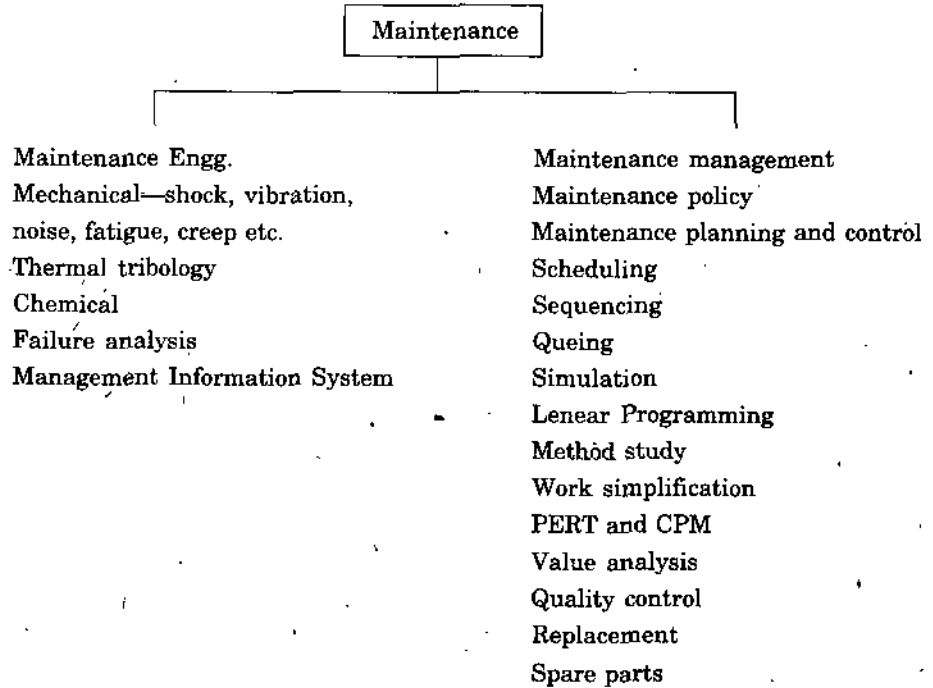 Maintenance
Maintenance Engg.
Mechanical—shock, vibration,
noise, fatigue, creep etc.
Thermal tribology
Chemical
Failure analysis
Management Information System
Maintenance management
Maintenance policy
Maintenance planning and control
Scheduling
Sequencing
Queing
Simulation
Lenear Programming
Method study
Work simplification
PERT and CPM
Value analysis
Quality control
Replacement
Spare parts